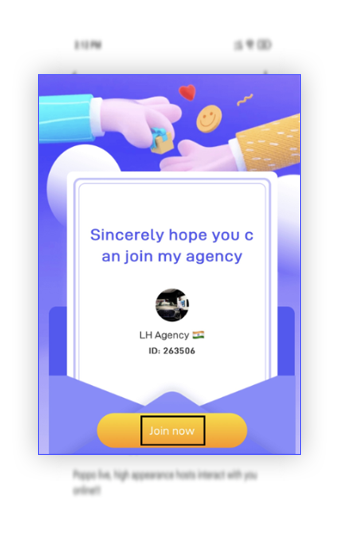 3:13 PM
Sincerely hope you c
an join my agency
LH Agency 🇮🇳
ID: 263506
Join now
Poppo live, high appearance hosts interact with you
online!!